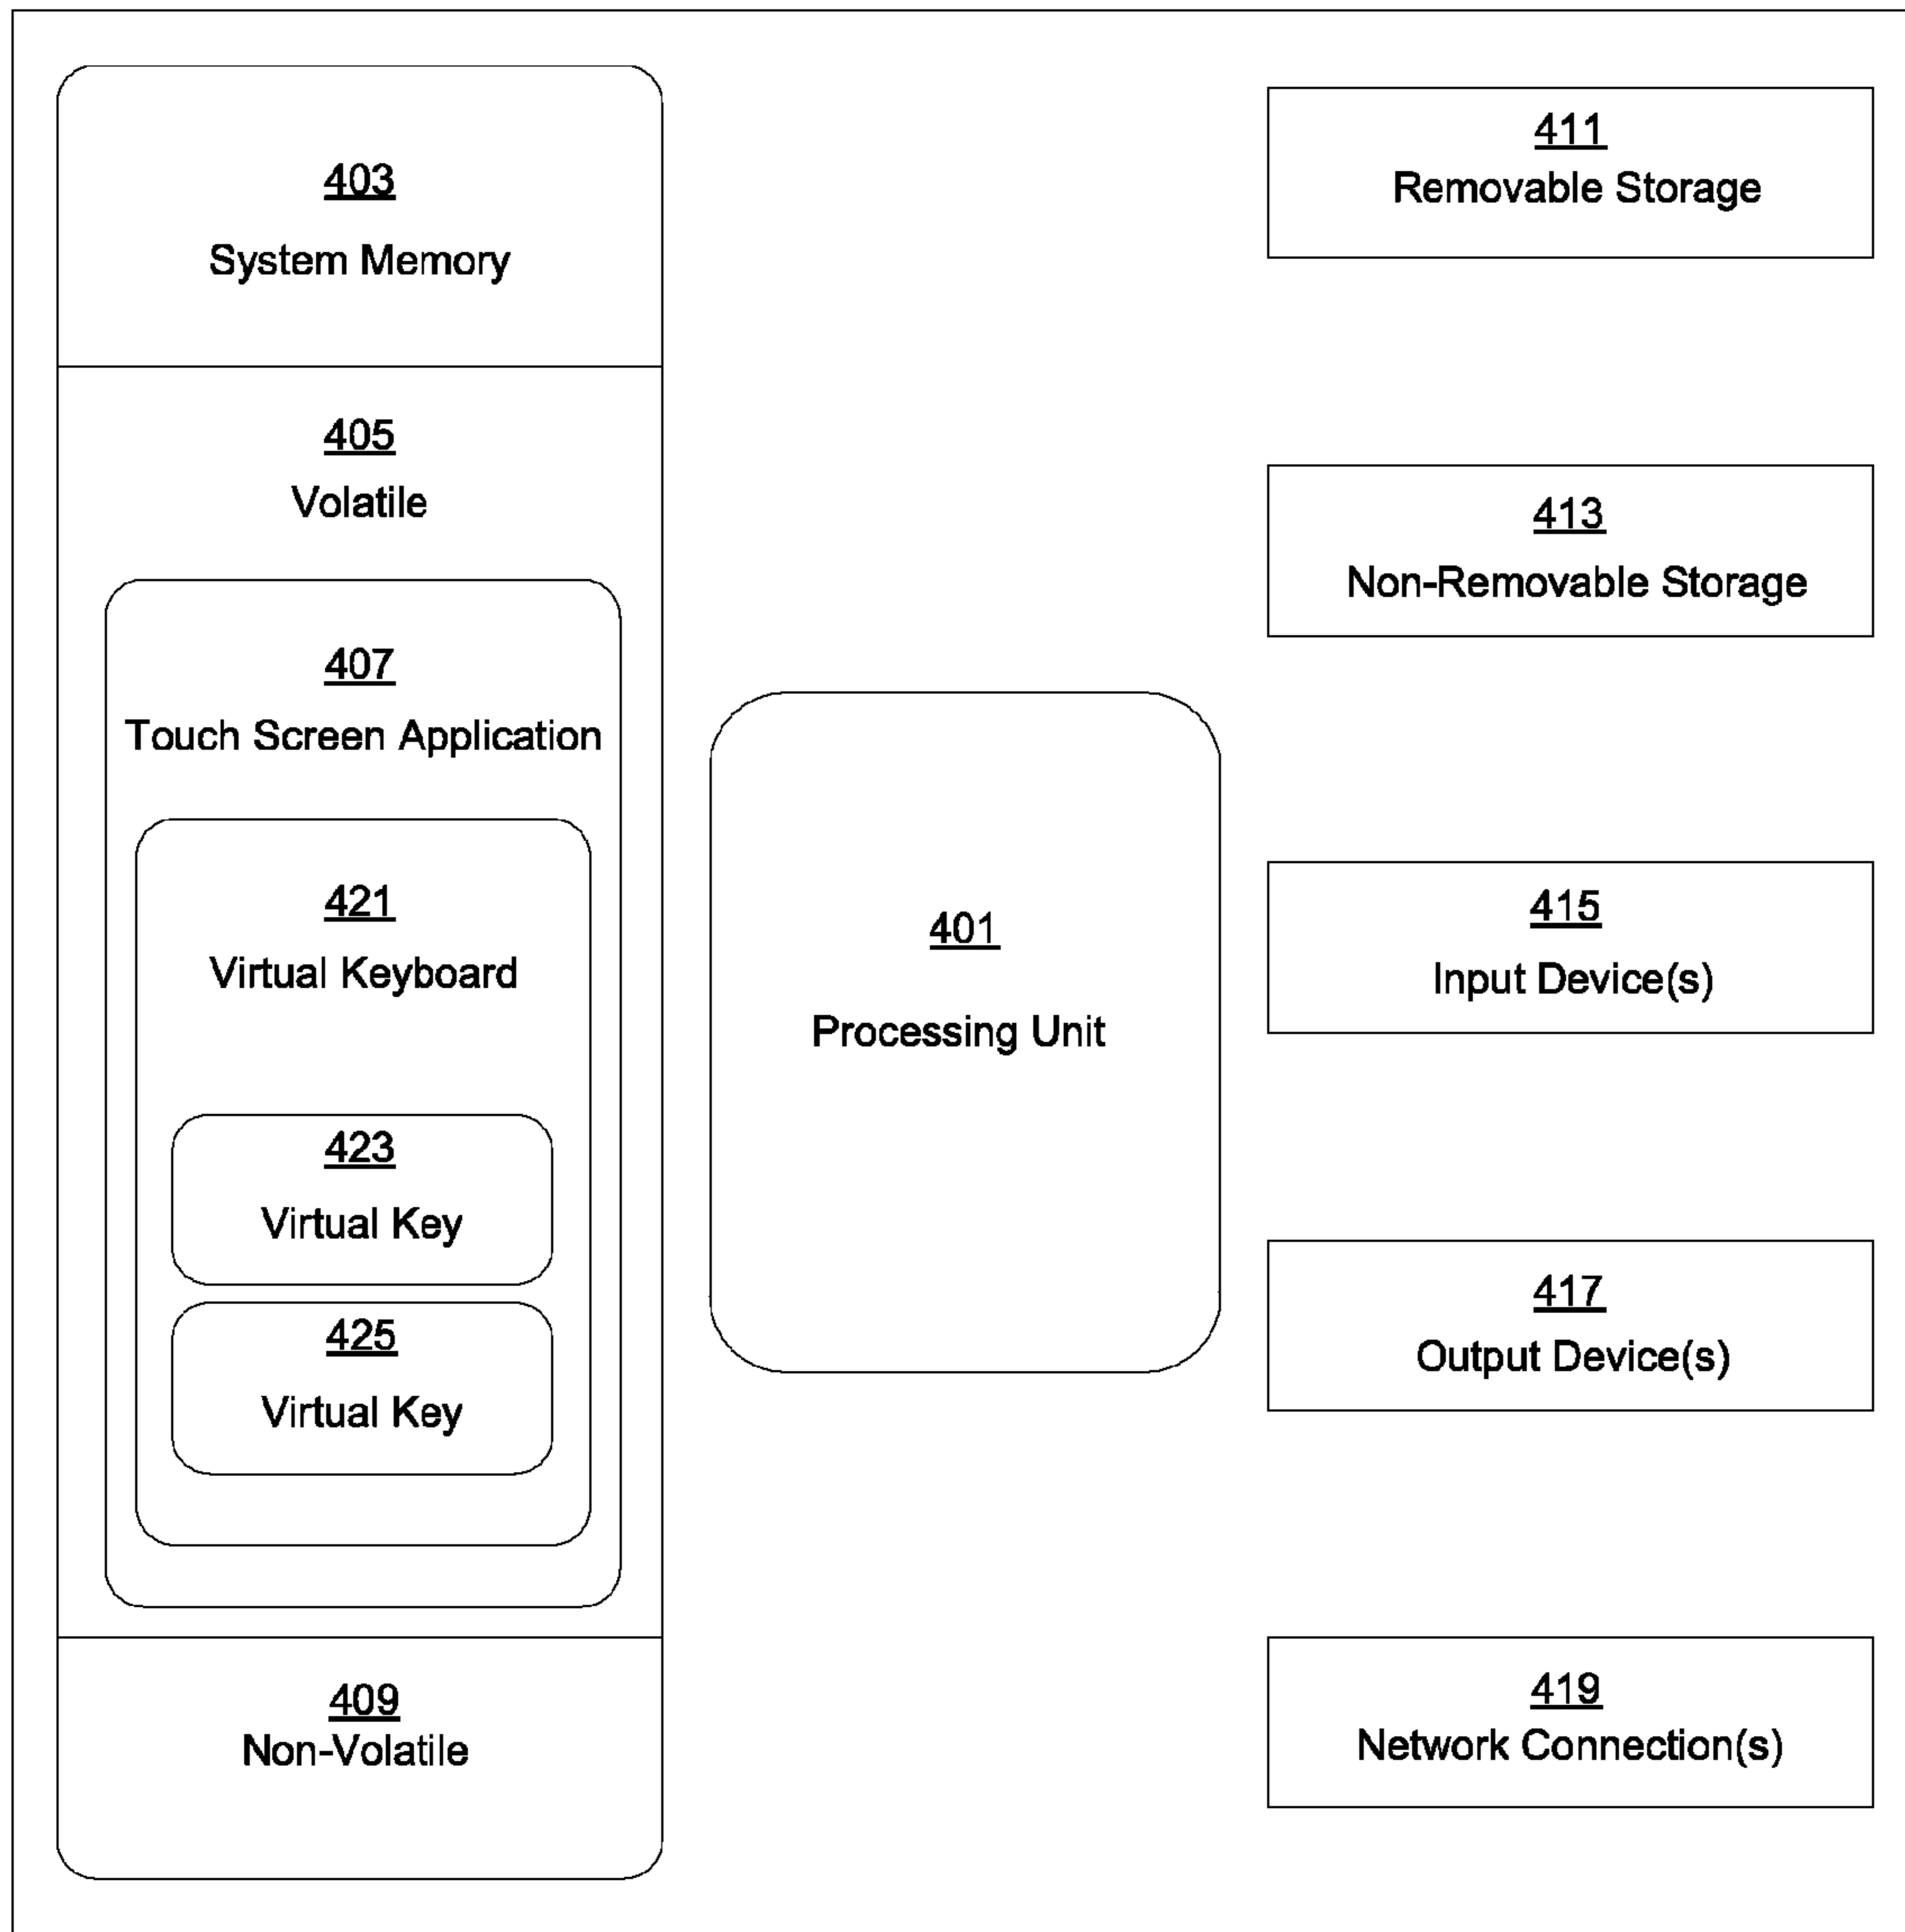 403
System Memory
405
Volatile
407
Touch Screen Application
421
Virtual Keyboard
423
Virtual Key
425
Virtual Key
409
Non-Volatile
401
Processing Unit
411
Removable Storage
413
Non-Removable Storage
415
Input Device(s)
417
Output Device(s)
419
Network Connection(s)